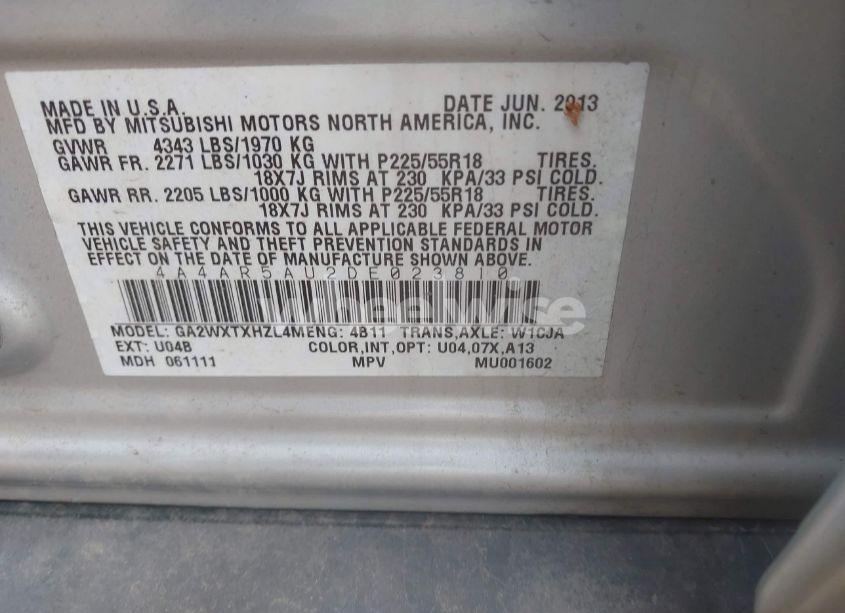 MADE IN U.S.A. DATE JUN. 2013
MFD BY MITSUBISHI MOTORS NORTH AMERICA, INC.
GVWR 4343 LBS/1970 KG
GAWR FR. 2271 LBS/1030 KG WITH P225/55R18 TIRES.
18X7J RIMS AT 230 KPA/33 PSI COLD.
GAWR RR. 2205 LBS/1000 KG WITH P225/55R18 TIRES.
18X7J RIMS AT 230 KPA/33 PSI COLD.
THIS VEHICLE CONFORMS TO ALL APPLICABLE FEDERAL MOTOR
VEHICLE SAFETY AND THEFT PREVENTION STANDARDS IN
EFFECT ON THE DATE OF MANUFACTURE SHOWN ABOVE.
4A4AR5AU2DE023810
WheelWise
MODEL: GA2WXTXHZL4MENG: 4B11 TRANS,AXLE: W1CJA
EXT: U04B COLOR,INT,OPT: U04,07X,A13
MDH 061111 MPV MU001602